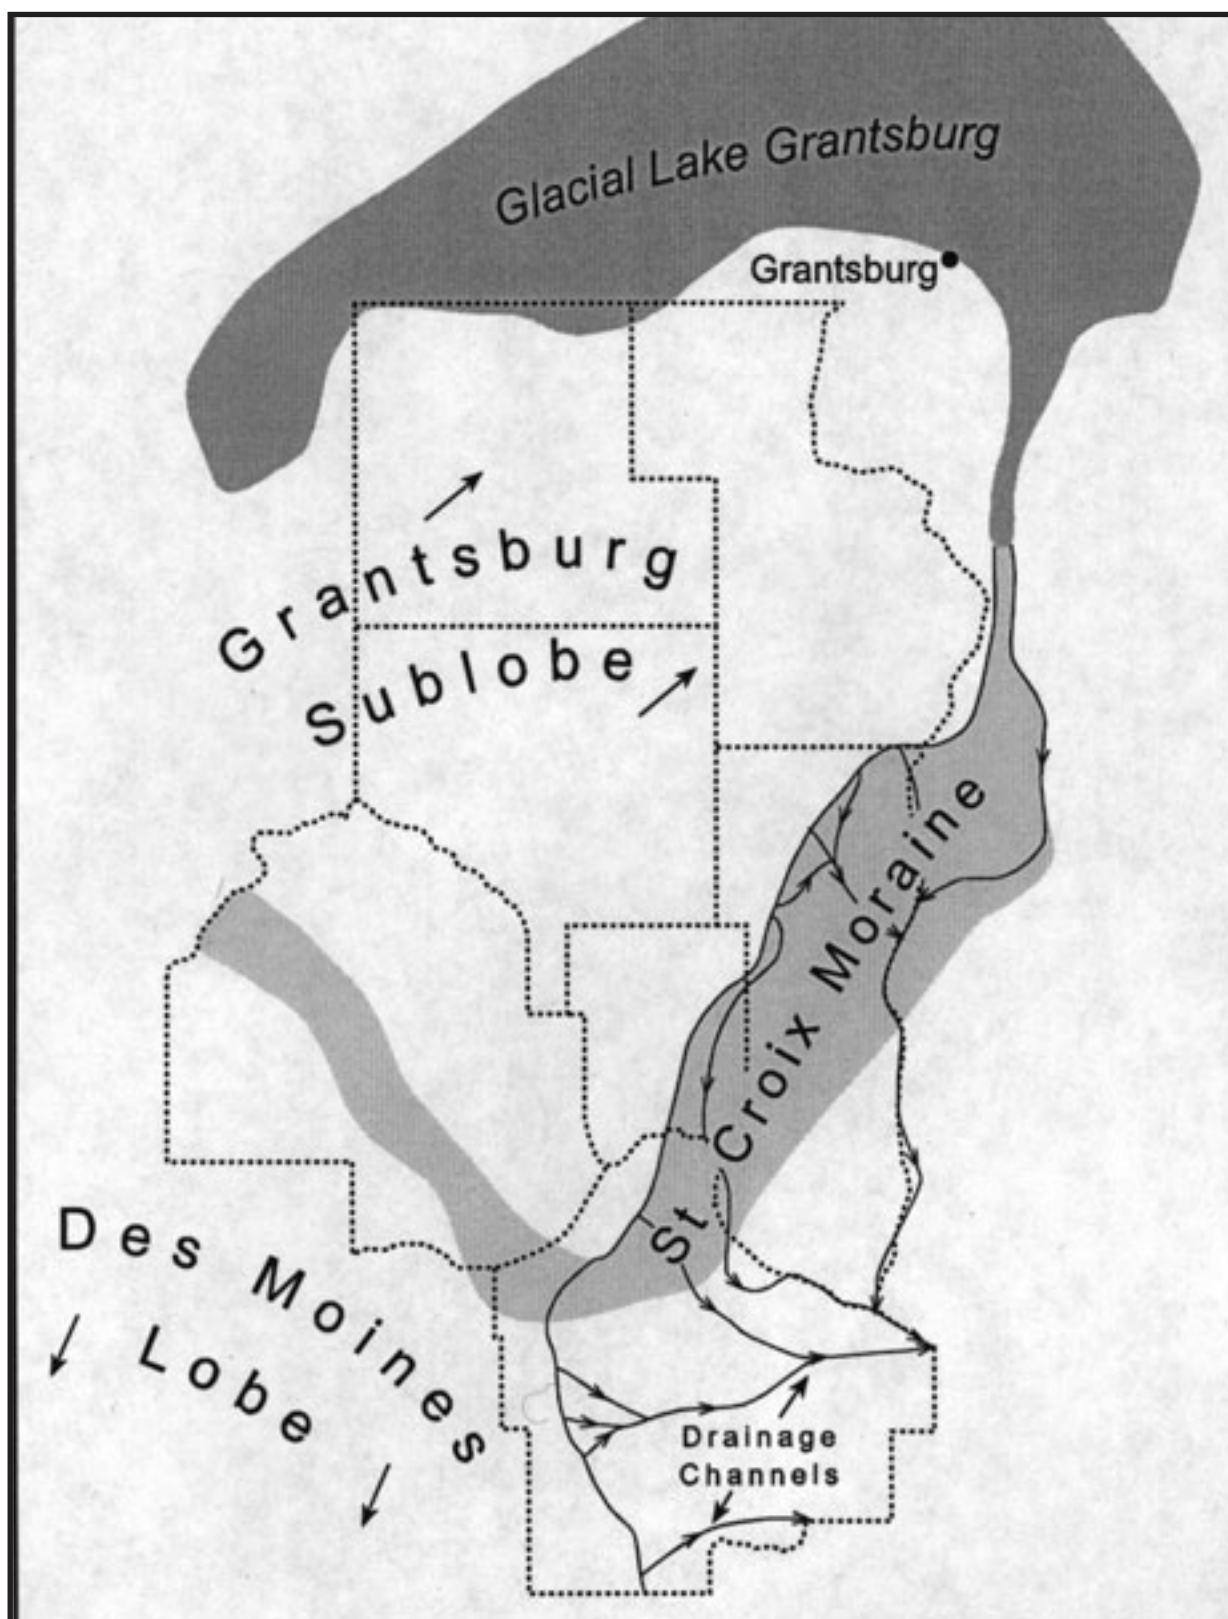 Glacial Lake Grantsburg
Grantsburg
Grantsburg
Sublobe
St Croix Moraine
Des Moines
Lobe
Drainage
Channels